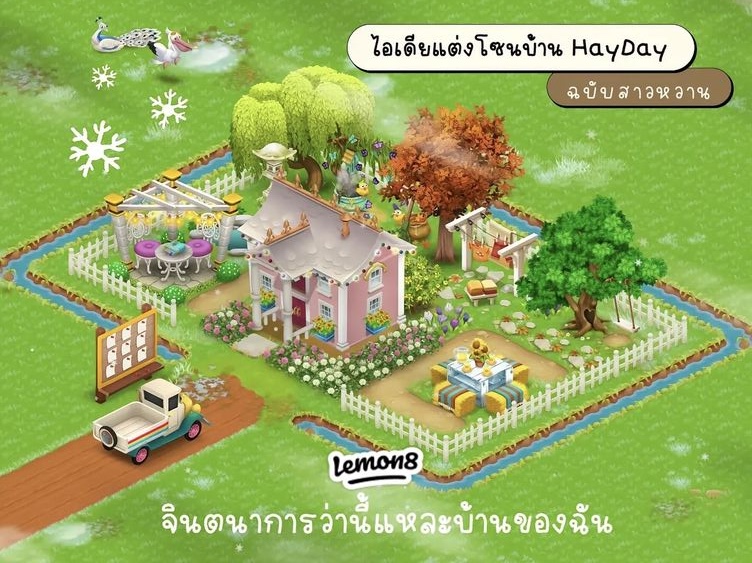 ไอเดียแต่งโซนบ้าน HayDay
ฉบับสาวหวาน
lemon8
จินตนาการว่านี้แหละบ้านของฉัน